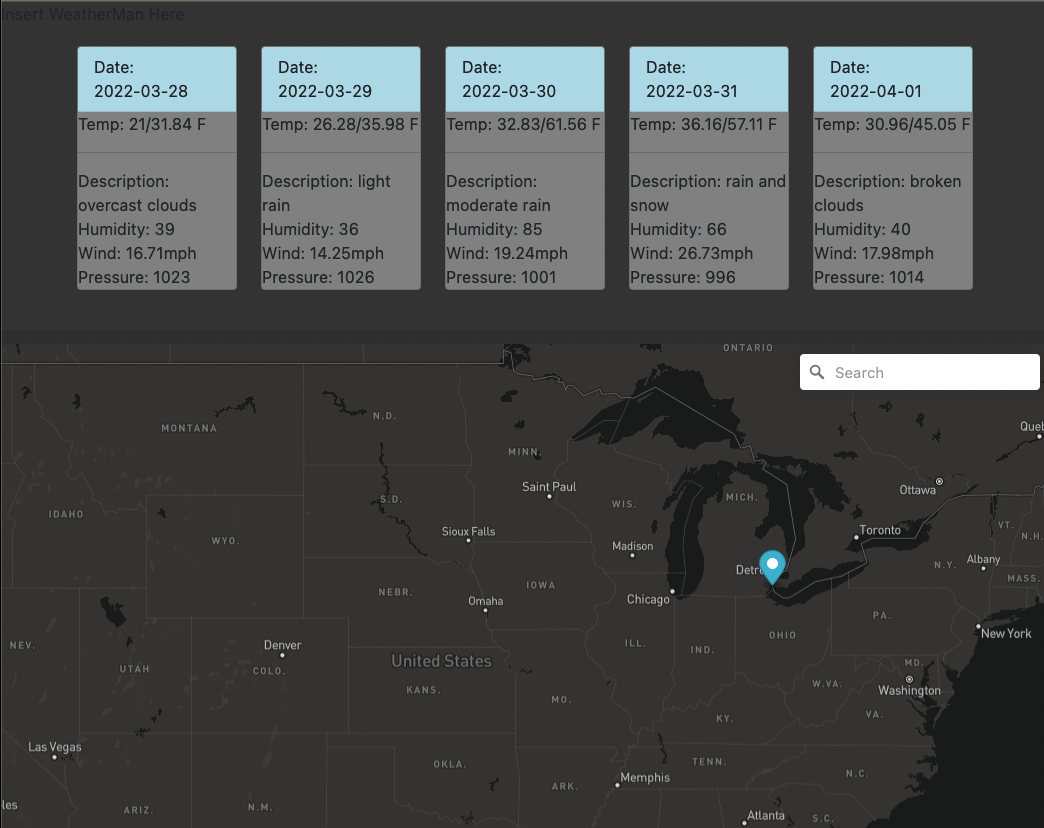 Insert WeatherMan Here
Date:
2022-03-28
Temp: 21/31.84 F
Description:
overcast clouds
Humidity: 39
Wind: 16.71mph
Pressure: 1023
Date:
2022-03-29
Temp: 26.28/35.98 F
Description: light
rain
Humidity: 36
Wind: 14.25mph
Pressure: 1026
Date:
2022-03-30
Temp: 32.83/61.56 F
Description:
moderate rain
Humidity: 85
Wind: 19.24mph
Pressure: 1001
Date:
2022-03-31
Temp: 36.16/57.11 F
Description: rain and
snow
Humidity: 66
Wind: 26.73mph
Pressure: 996
Date:
2022-04-01
Temp: 30.96/45.05 F
Description: broken
clouds
Humidity: 40
Wind: 17.98mph
Pressure: 1014
ONTARIO
Search
N.D.
MONTANA
Queb
MINN.
Saint Paul
Ottawa
S.D.
MICH.
WIS.
IDAHO
VT.
Sioux Falls
Toronto
WYO.
N.H.
Madison
Albany
N.Y.
Detr
MASS.
IOWA
NEBR.
Omaha
Chicago
PA.
New York
OHIO
NEV.
Denver
ILL.
IND.
United States
MD.
UTAH
COLO.
W.VA.
Washington
KANS.
MO.
VA.
KY.
Las Vegas
TENN.
OKLA.
Memphis
N.C.
ARK.
les
ARIZ.
N.M.
Atlanta
S.C.